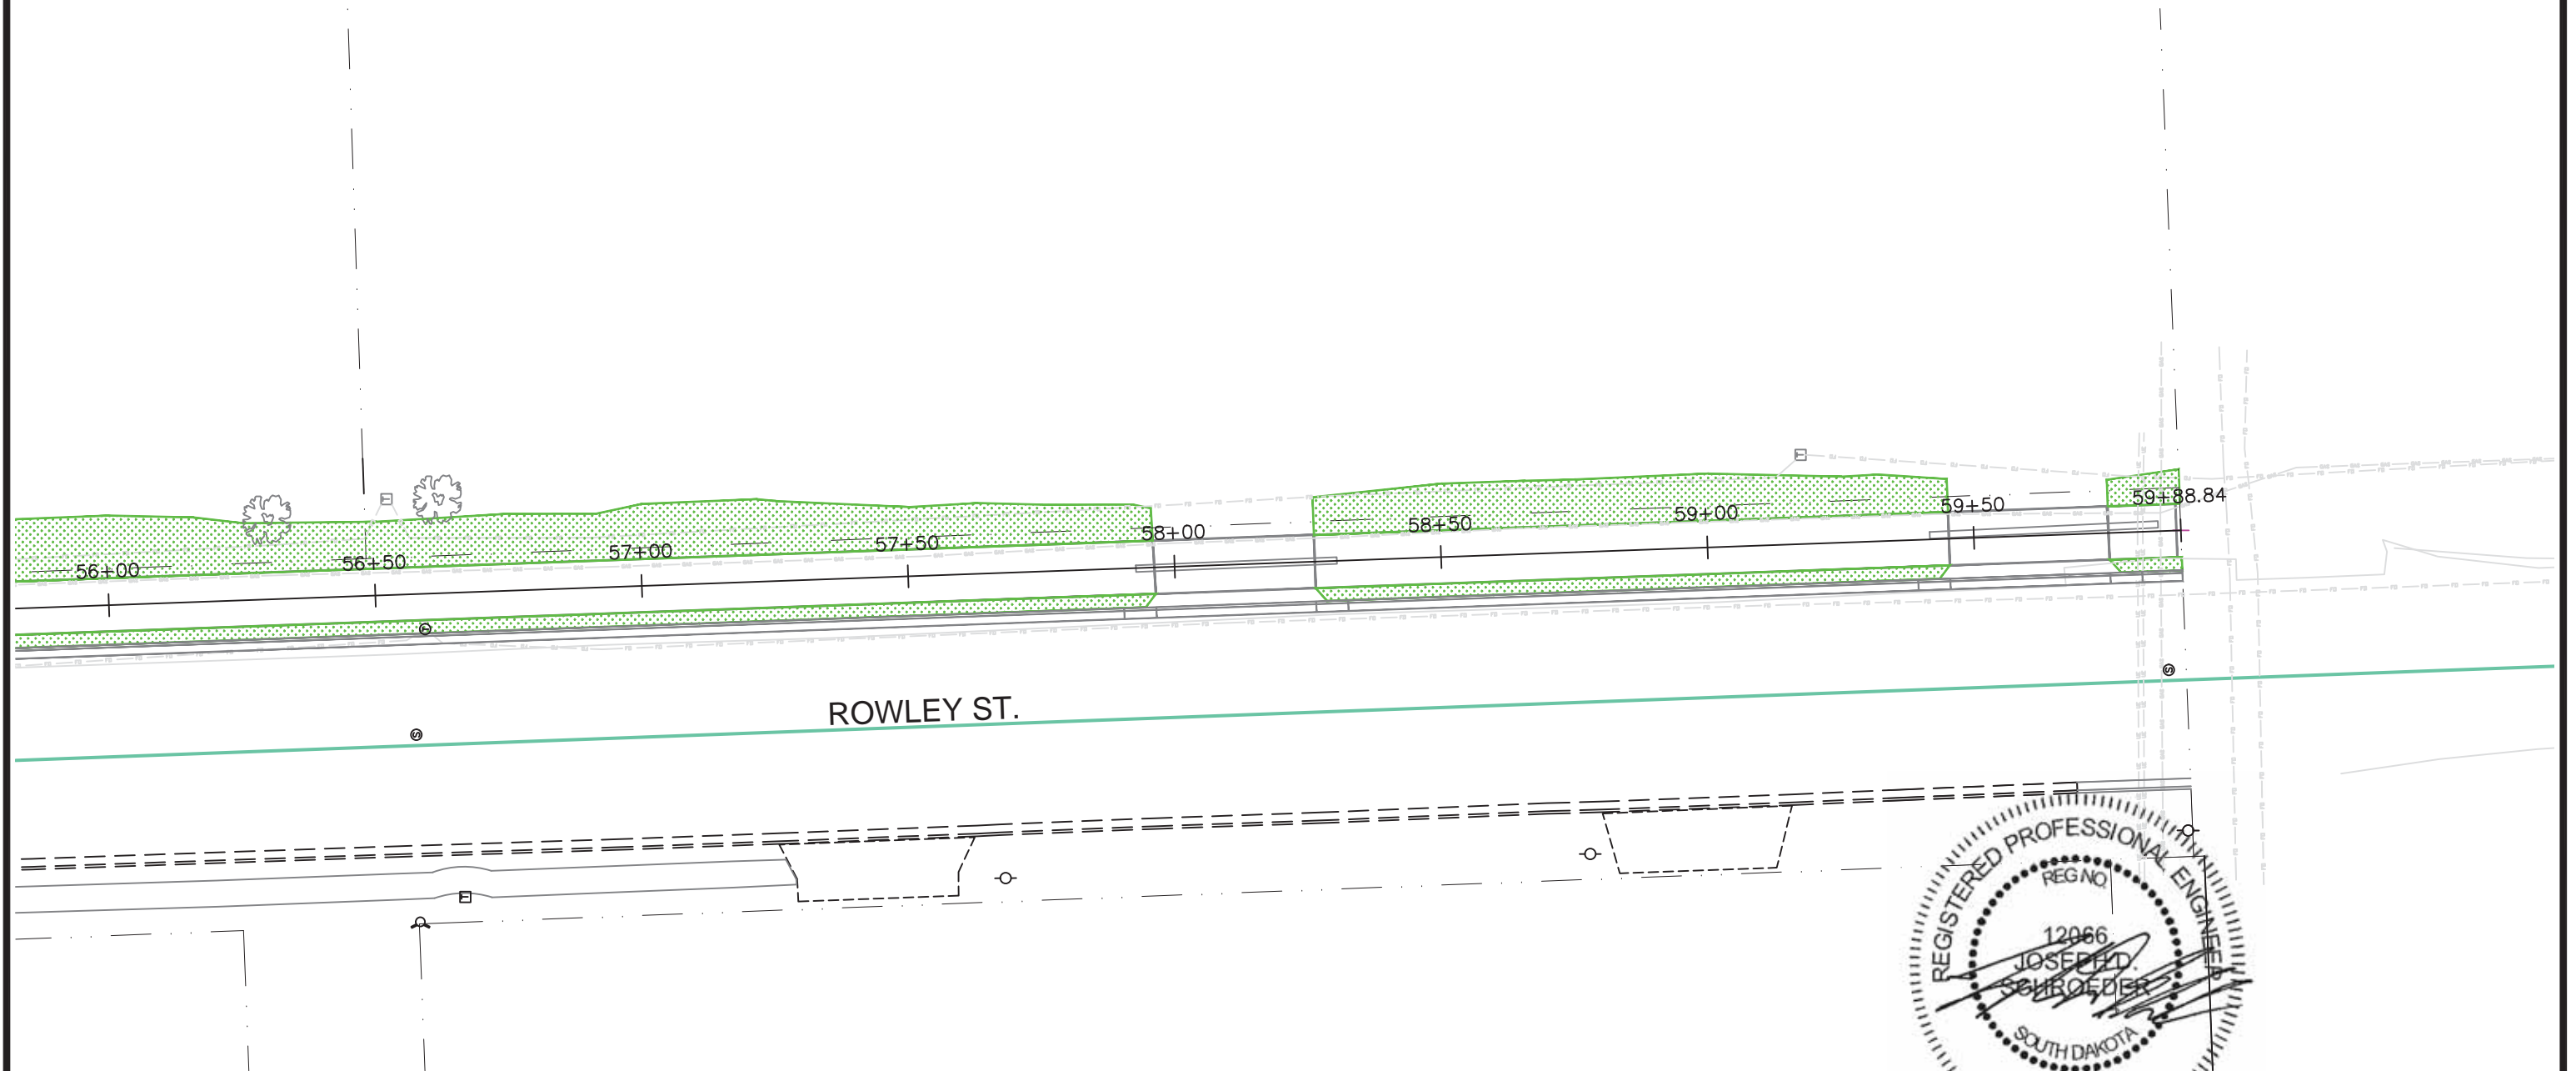 59+88.84
59+50
59+00
58+50
58+00
57+50
57+00
56+50
56+00
ROWLEY ST.
REGISTERED PROFESSIONAL ENGINEER
REG NO.
12066
JOSEPH D.
SCHROEDER
SOUTH DAKOTA